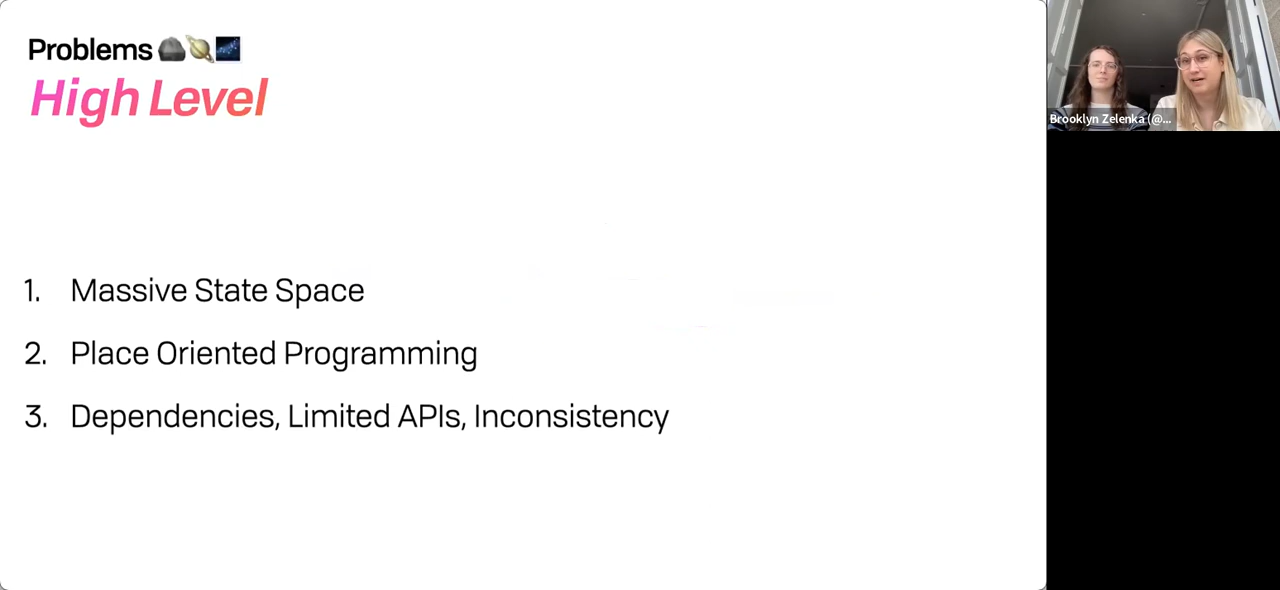 Problems 🪨🪐🌌
High Level
1. Massive State Space
2. Place Oriented Programming
3. Dependencies, Limited APIs, Inconsistency
Brooklyn Zelenka (@...